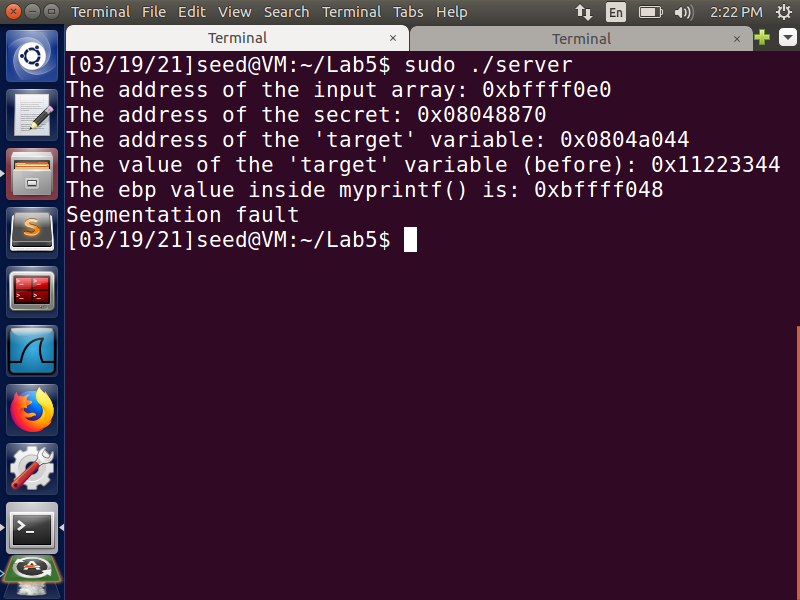 Terminal File Edit View Search Terminal Tabs Help En 2:22 PM
Terminal × Terminal ×
[03/19/21]seed@VM:~/Lab5$ sudo ./server
The address of the input array: 0xbffff0e0
The address of the secret: 0x08048870
The address of the 'target' variable: 0x0804a044
The value of the 'target' variable (before): 0x11223344
The ebp value inside myprintf() is: 0xbffff048
Segmentation fault
[03/19/21]seed@VM:~/Lab5$